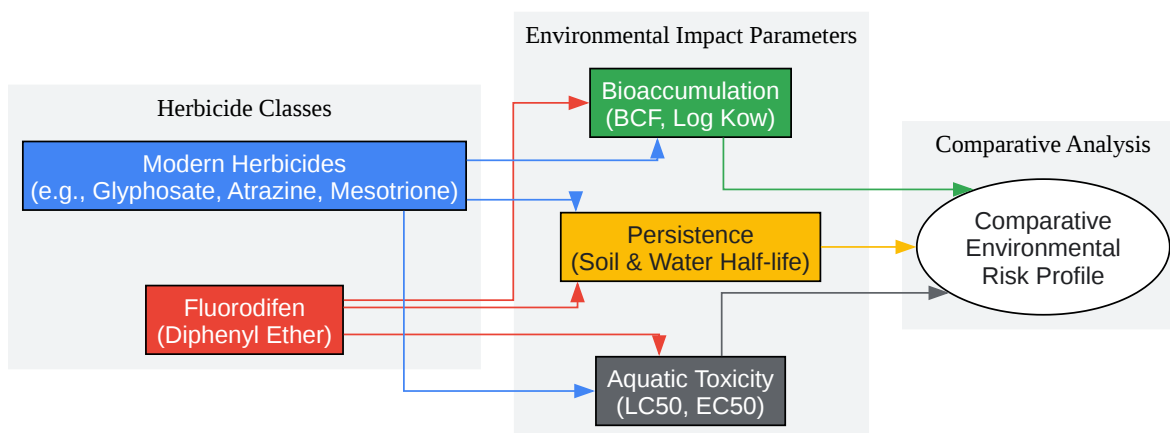 Environmental Impact Parameters
Bioaccumulation
(BCF, Log Kow)
Herbicide Classes
Modern Herbicides
(e.g., Glyphosate, Atrazine, Mesotrione)
Comparative Analysis
Persistence
(Soil & Water Half-life)
Comparative
Environmental
Risk Profile
Fluorodifen
(Diphenyl Ether)
Aquatic Toxicity
(LC50, EC50)